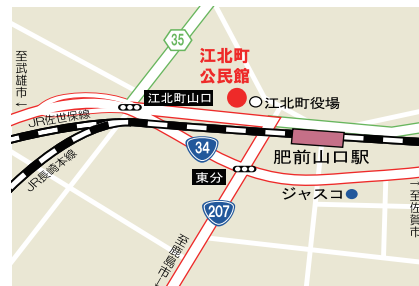 至武雄市↑
35
江北町
公民館
江北町山口
江北町役場
JR佐世保線
34
肥前山口駅
JR長崎本線
東分
ジャスコ
207
至鹿島市↓
↑至佐賀市